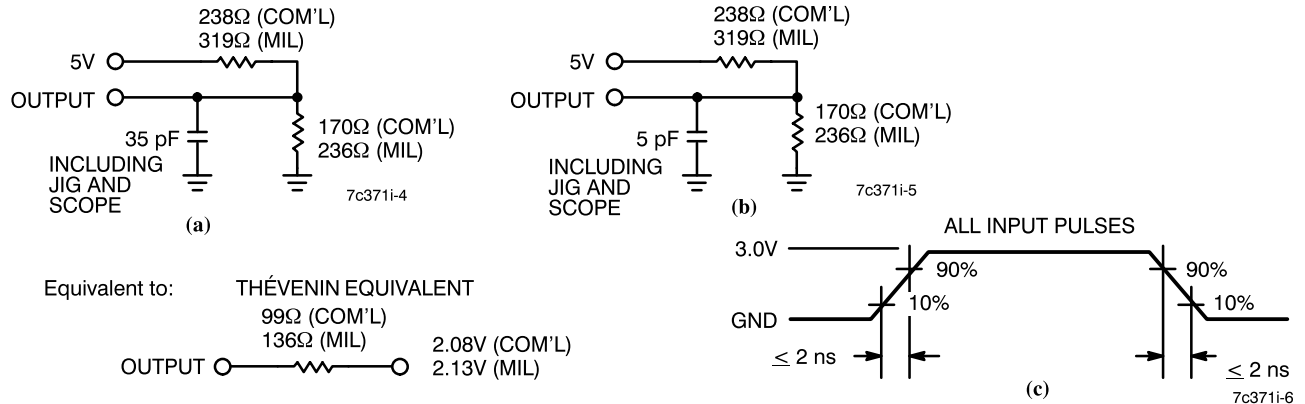 238Ω (COM'L)
319Ω (MIL)
5V
OUTPUT
35 pF
170Ω (COM'L)
236Ω (MIL)
INCLUDING
JIG AND
SCOPE
7c371i-4
(a)
238Ω (COM'L)
319Ω (MIL)
5V
OUTPUT
5 pF
170Ω (COM'L)
236Ω (MIL)
INCLUDING
JIG AND
SCOPE
7c371i-5
(b)
Equivalent to:
THÉVENIN EQUIVALENT
99Ω (COM'L)
136Ω (MIL)
OUTPUT
2.08V (COM'L)
2.13V (MIL)
ALL INPUT PULSES
3.0V
90%
10%
GND
≤ 2 ns
90%
10%
≤ 2 ns
(c)
7c371i-6